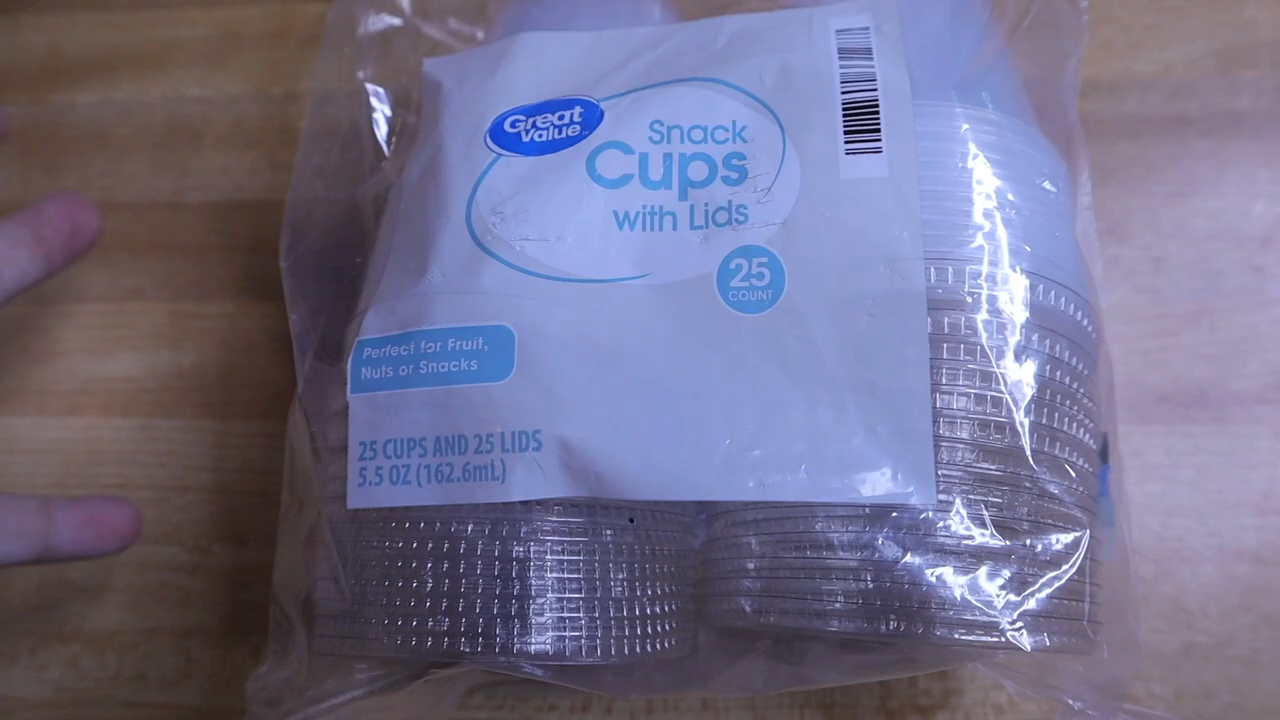 Great
Value™
Snack
Cups
with Lids
25
COUNT
Perfect for Fruit,
Nuts or Snacks
25 CUPS AND 25 LIDS
5.5 OZ (162.6mL)